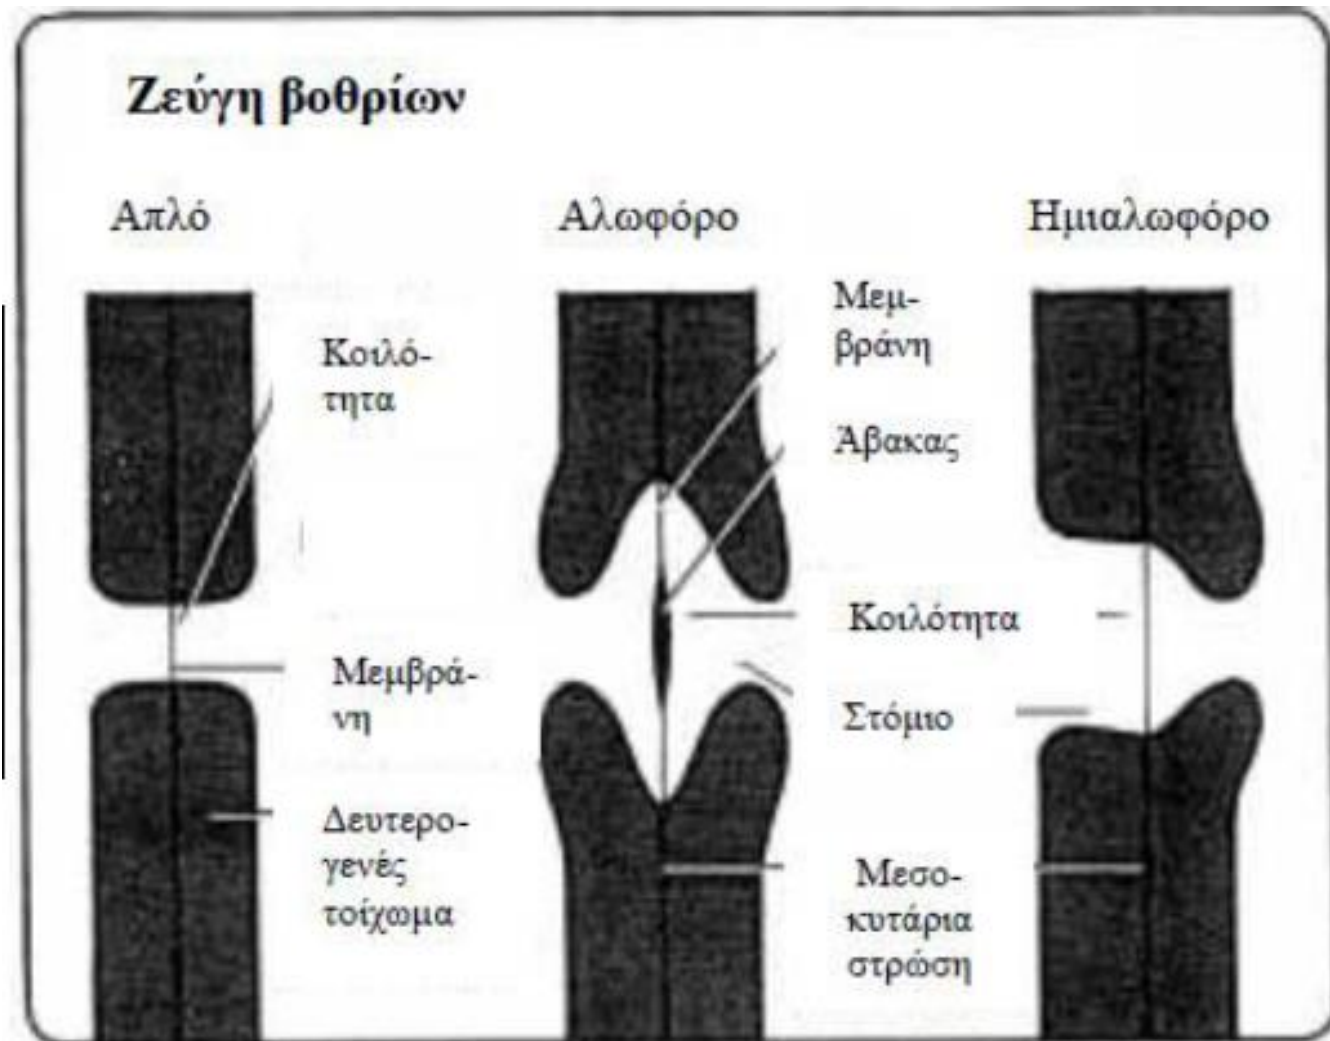 Ζεύγη βοθρίων
Απλό
Αλωφόρο
Ημιαλωφόρο
Κοιλό-
τητα
Μεμβρά-
νη
Δευτερο-
γενές
τοίχωμα
Μεμ-
βράνη
Άβακας
Κοιλότητα
Στόμιο
Μεσο-
κυτάρια
στρώση